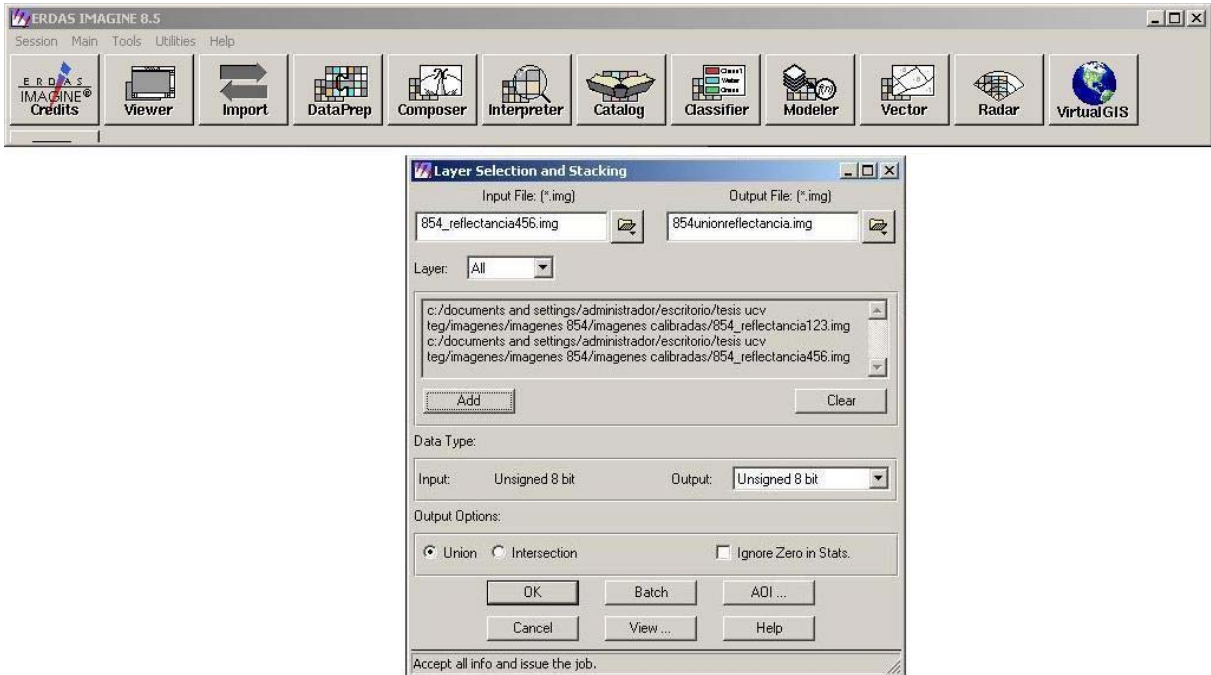 ERDAS IMAGINE 8.5
Session Main Tools Utilities Help
ERDAS
IMAGINE®
Credits
Viewer
Import
DataPrep
Composer
Interpreter
Catalog
Class1
Water
Grass
Classifier
f(x)
Modeler
Vector
Radar
VirtualGIS
Layer Selection and Stacking
Input File: (*.img) Output File: (*.img)
854_reflectancia456.img 854unionreflectancia.img
Layer: All
c:/documents and settings/administrador/escritorio/tesis ucv
teg/imagenes/imagenes 854/imagenes calibradas/854_reflectancia123.img
c:/documents and settings/administrador/escritorio/tesis ucv
teg/imagenes/imagenes 854/imagenes calibradas/854_reflectancia456.img
Add Clear
Data Type:
Input: Unsigned 8 bit Output: Unsigned 8 bit
Output Options:
Union Intersection Ignore Zero in Stats.
OK Batch AOI ...
Cancel View ... Help
Accept all info and issue the job.